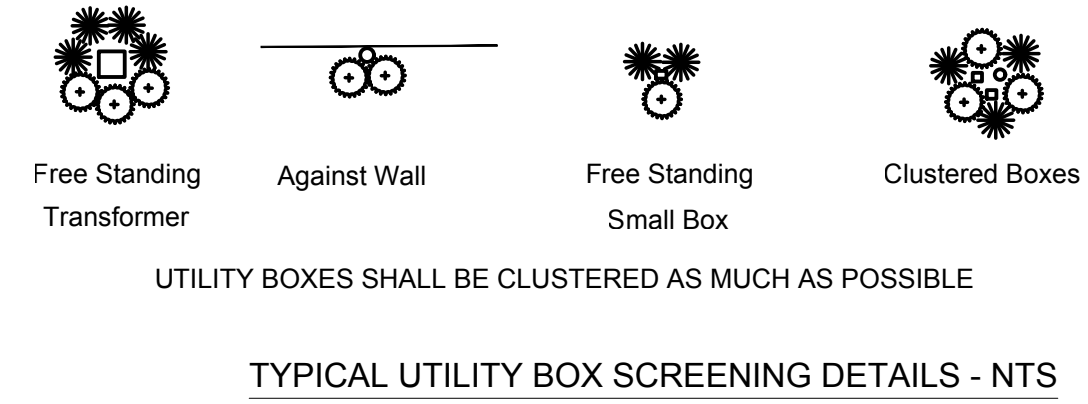 Free Standing
Transformer
Against Wall
Free Standing
Small Box
Clustered Boxes
UTILITY BOXES SHALL BE CLUSTERED AS MUCH AS POSSIBLE
TYPICAL UTILITY BOX SCREENING DETAILS - NTS